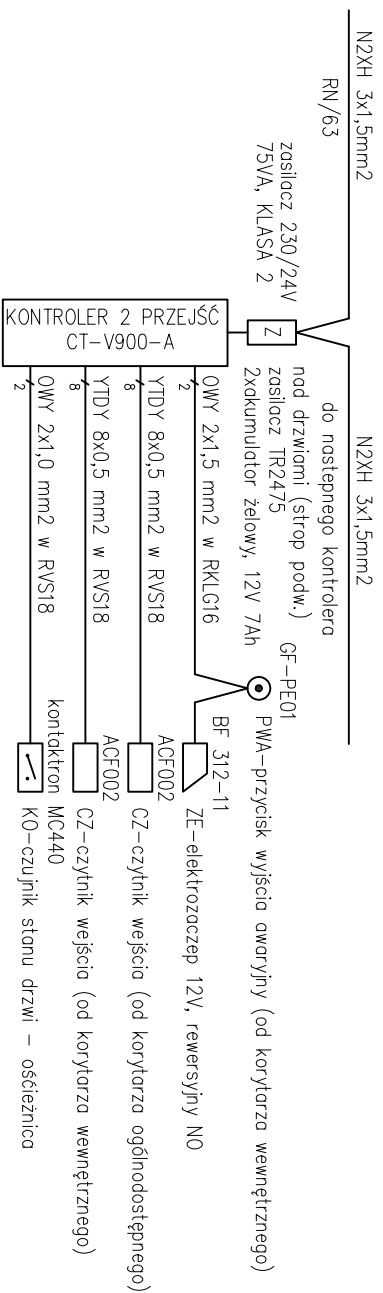 N2XH 3x1,5mm2
N2XH 3x1,5mm2
RN/63
do nastepnego kontrolera
zasilacz 230/24V
75VA, KLASA 2
Z
nad drzwiami (strop podw.)
zasilacz TR2475
2xakumulator żelowy, 12V 7Ah
GF-PE01
PWA-przycisk wyjścia awaryjny (od korytarza wewnętrznego)
KONTROLER 2 PRZEJŚĆ
CT-V900-A
2
OWY 2x1,5 mm2 w RKLG16
BF 312-11
ZE-elektrozaczep 12V, rewersyjny NO
8
YTDY 8x0,5 mm2 w RVS18
ACF002
CZ-czytnik wejścia (od korytarza ogólnodostępnego)
8
YTDY 8x0,5 mm2 w RVS18
ACF002
CZ-czytnik wejścia (od korytarza wewnętrznego)
2
OWY 2x1,0 mm2 w RVS18
kontaktron MC440
KO-czujnik stanu drzwi - ośćieżnica